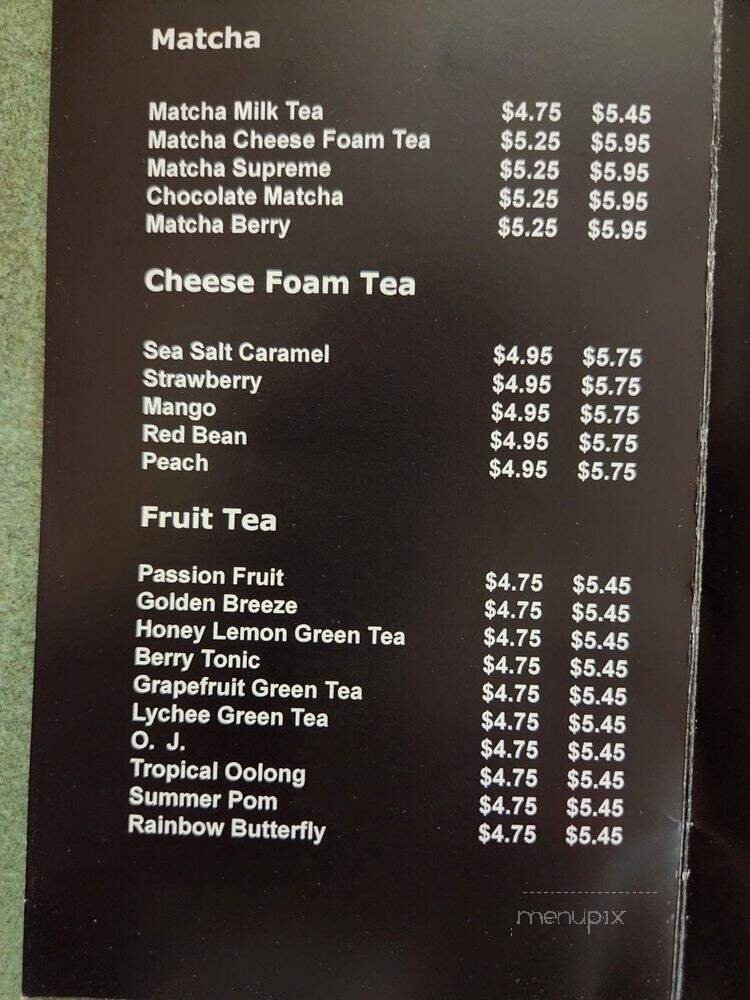 Matcha
Matcha Milk Tea $4.75 $5.45
Matcha Cheese Foam Tea $5.25 $5.95
Matcha Supreme $5.25 $5.95
Chocolate Matcha $5.25 $5.95
Matcha Berry $5.25 $5.95
Cheese Foam Tea
Sea Salt Caramel $4.95 $5.75
Strawberry $4.95 $5.75
Mango $4.95 $5.75
Red Bean $4.95 $5.75
Peach $4.95 $5.75
Fruit Tea
Passion Fruit $4.75 $5.45
Golden Breeze $4.75 $5.45
Honey Lemon Green Tea $4.75 $5.45
Berry Tonic $4.75 $5.45
Grapefruit Green Tea $4.75 $5.45
Lychee Green Tea $4.75 $5.45
O. J. $4.75 $5.45
Tropical Oolong $4.75 $5.45
Summer Pom $4.75 $5.45
Rainbow Butterfly $4.75 $5.45
menupix